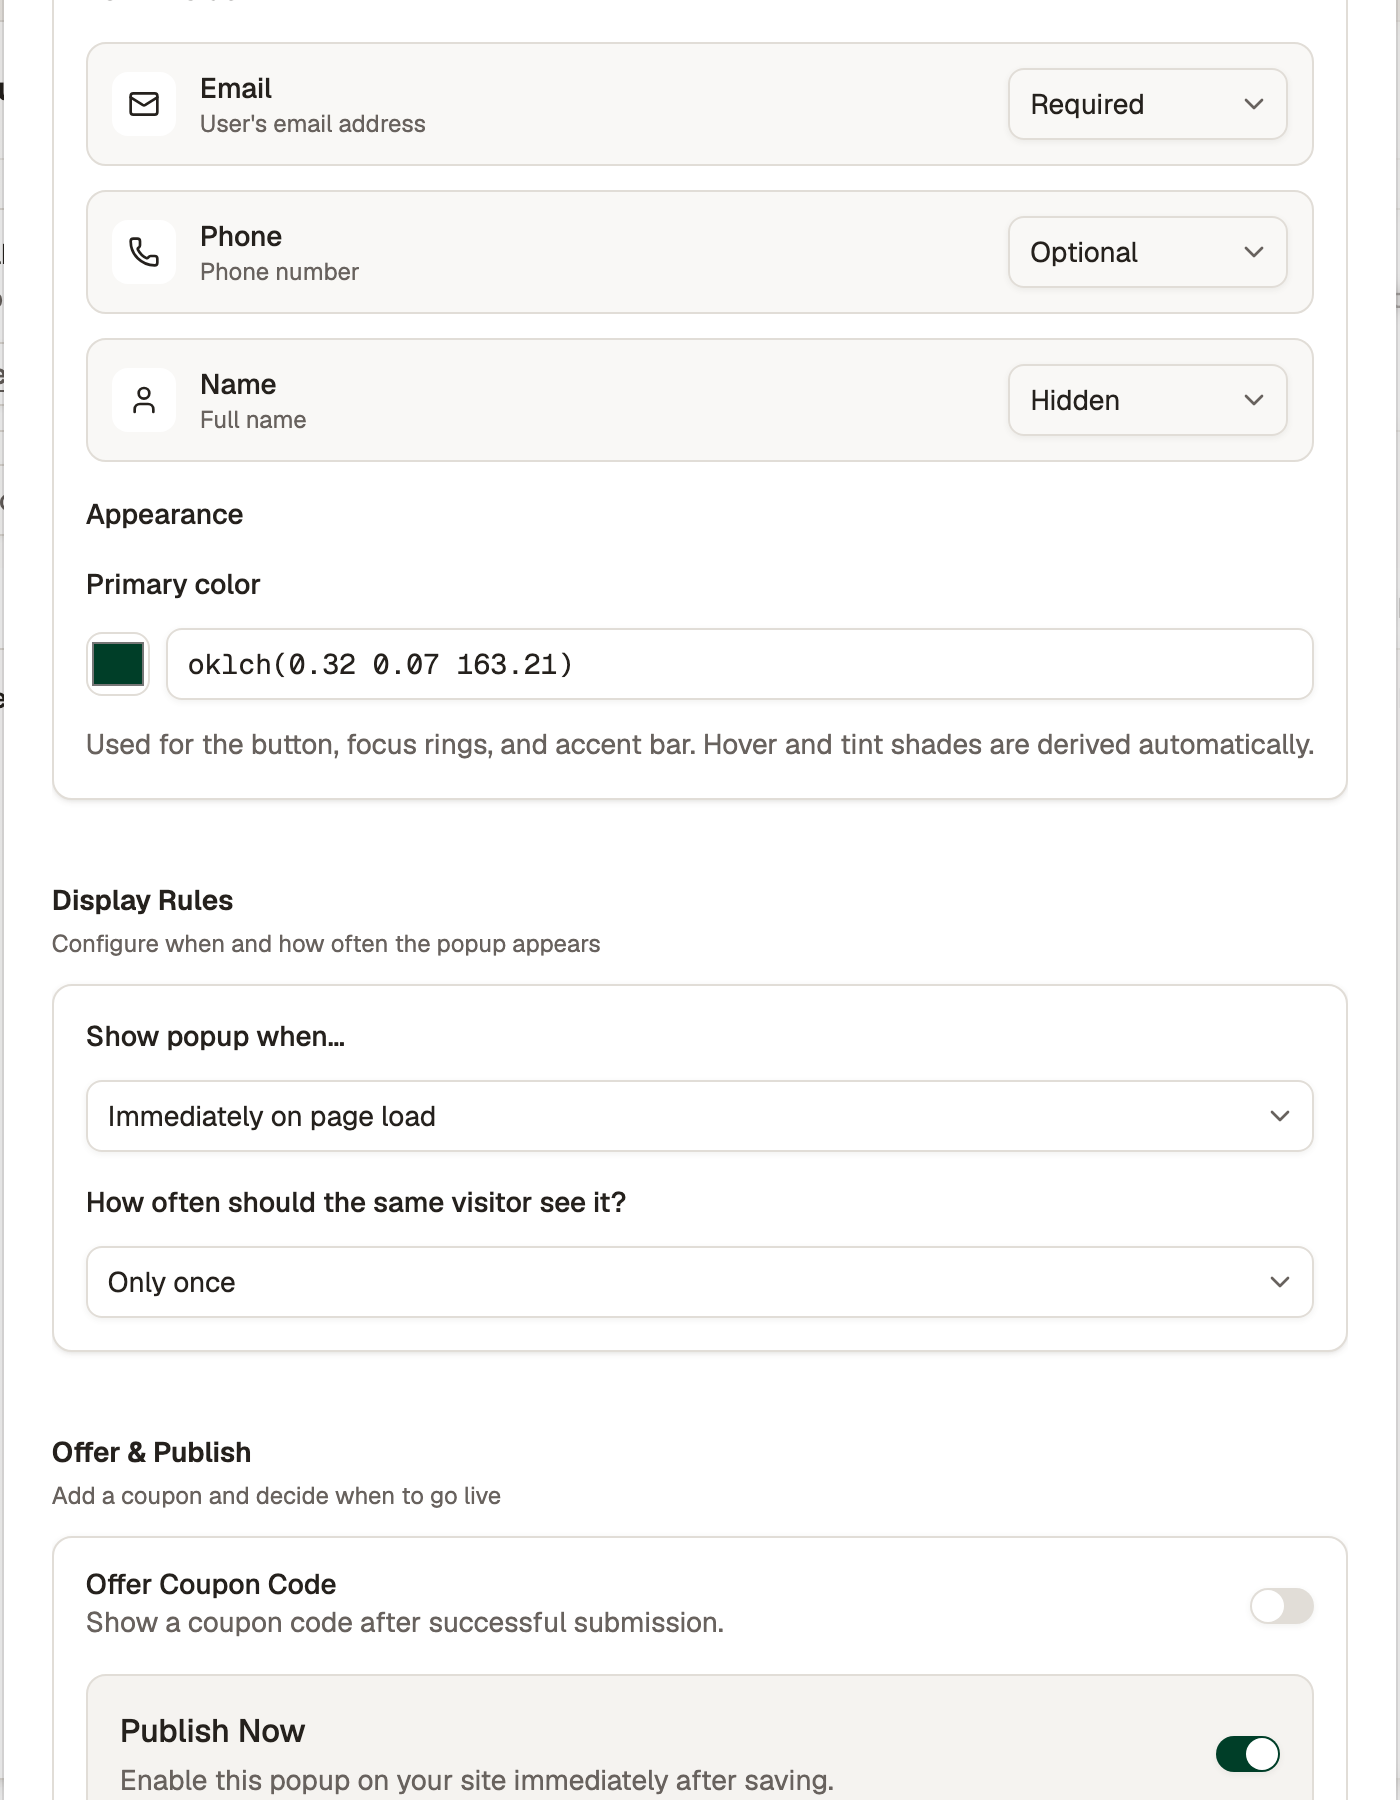 Email
User's email address
Required
Phone
Phone number
Optional
Name
Full name
Hidden
Appearance
Primary color
oklch(0.32 0.07 163.21)
Used for the button, focus rings, and accent bar. Hover and tint shades are derived automatically.
Display Rules
Configure when and how often the popup appears
Show popup when...
Immediately on page load
How often should the same visitor see it?
Only once
Offer & Publish
Add a coupon and decide when to go live
Offer Coupon Code
Show a coupon code after successful submission.
Publish Now
Enable this popup on your site immediately after saving.